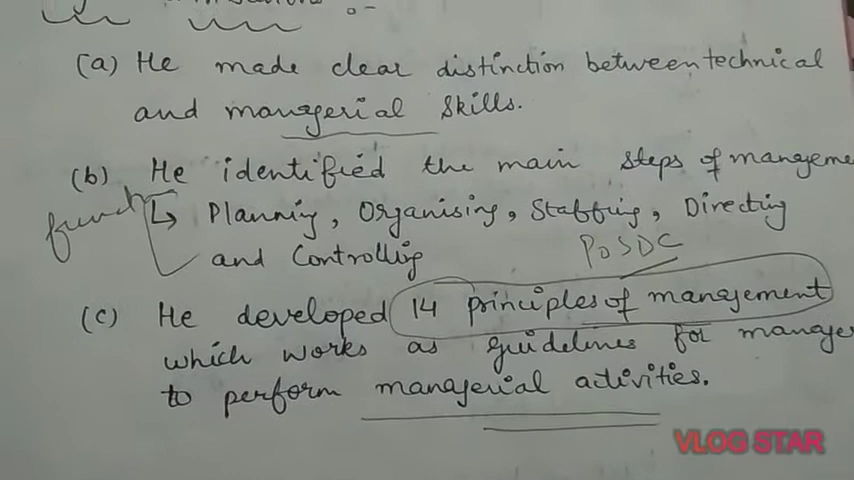 (a) He made clear distinction between technical
and managerial skills.
(b) He identified the main steps of mangeme
↳ Planning, Organising, Staffing, Directing
and Controlling
POSDC
(c) He developed 14 principles of management
which works as guidelines for manage
to perform managerial activities.
VLOG STAR